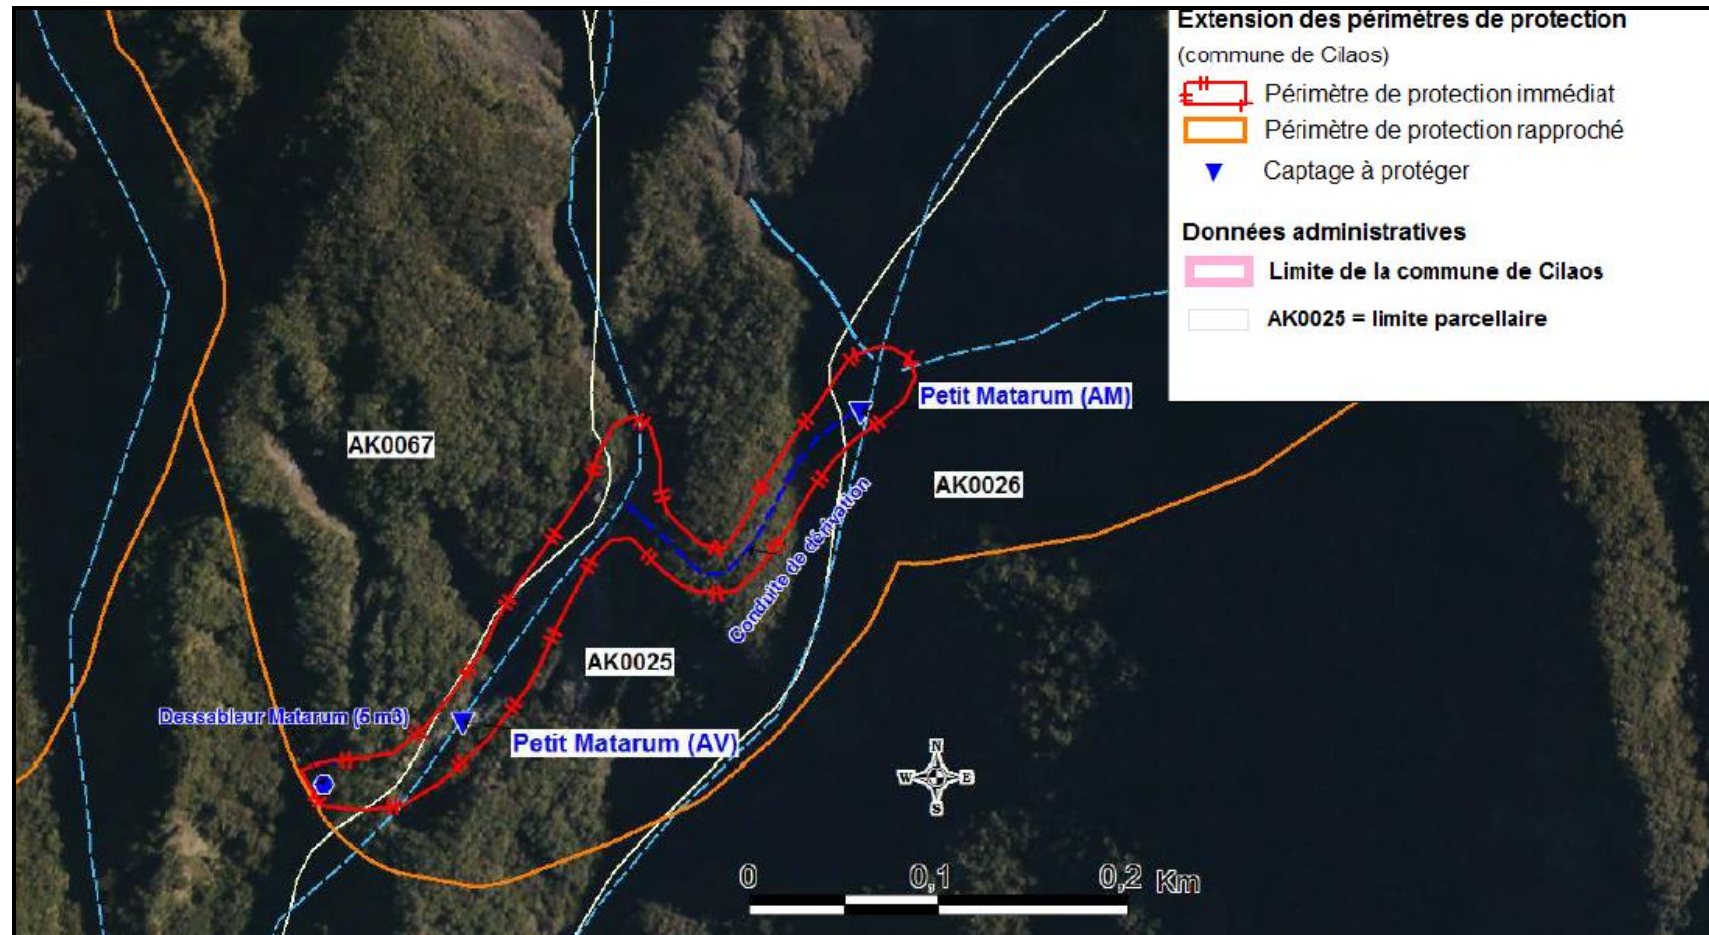 Extension des périmètres de protection
(commune de Cilaos)
Périmètre de protection immédiat
Périmètre de protection rapproché
Captage à protéger
Données administratives
Limite de la commune de Cilaos
AK0025 = limite parcellaire
Petit Matarum (AM)
AK0067
AK0026
Conduite de dérivation
AK0025
Dessableur Matarum (5 m3)
Petit Matarum (AV)
N
W E
S
0 0,1 0,2 Km